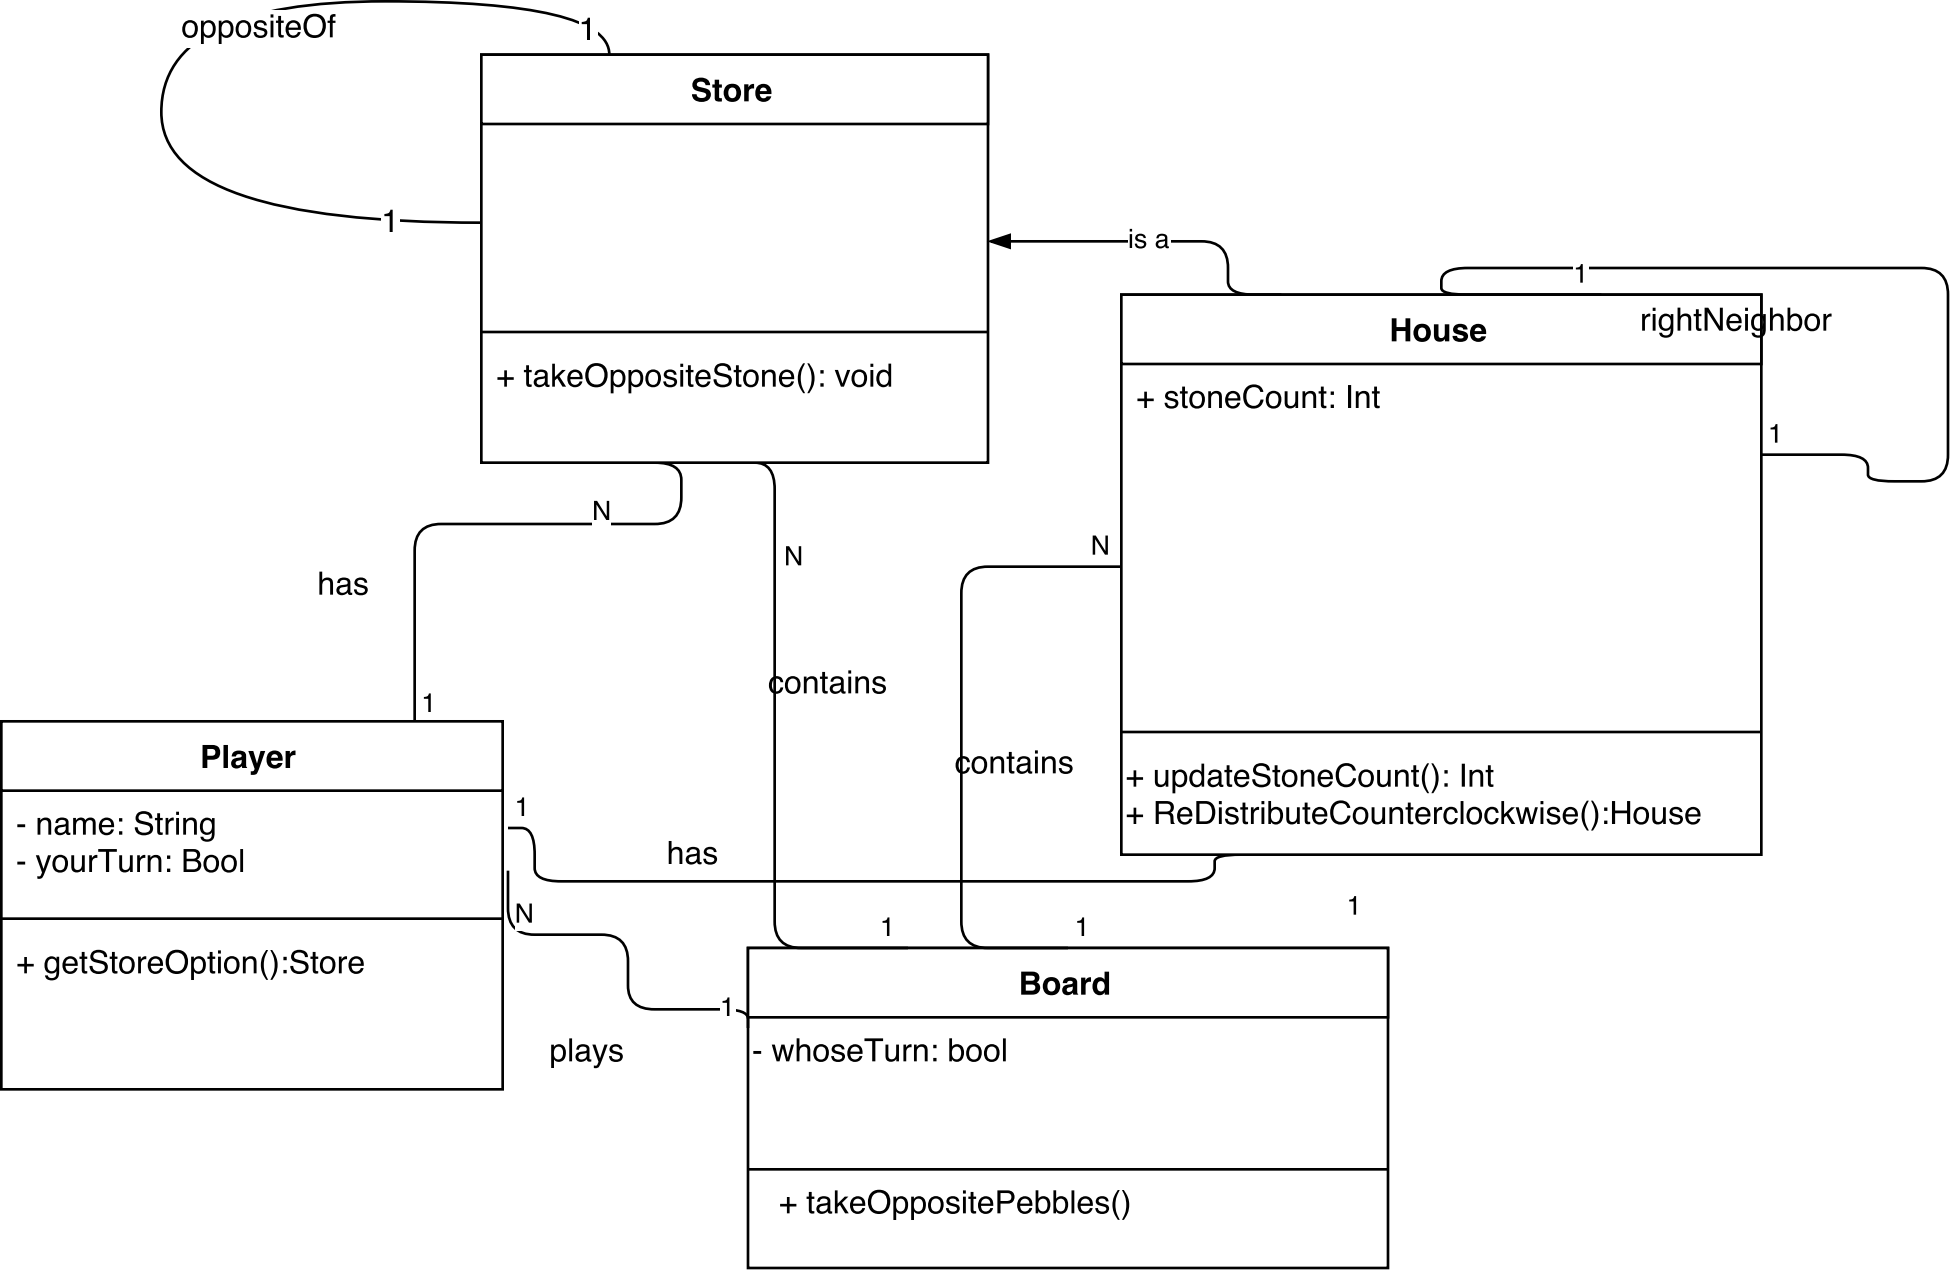 oppositeOf
1
1
Store
+ takeOppositeStone(): void
is a
1
rightNeighbor
House
+ stoneCount: Int
1
N
+ updateStoneCount(): Int
+ ReDistributeCounterclockwise():House
N
N
has
contains
contains
1
Player
- name: String
- yourTurn: Bool
+ getStoreOption():Store
1
has
1
N
1
1
1
plays
Board
- whoseTurn: bool
+ takeOppositePebbles()